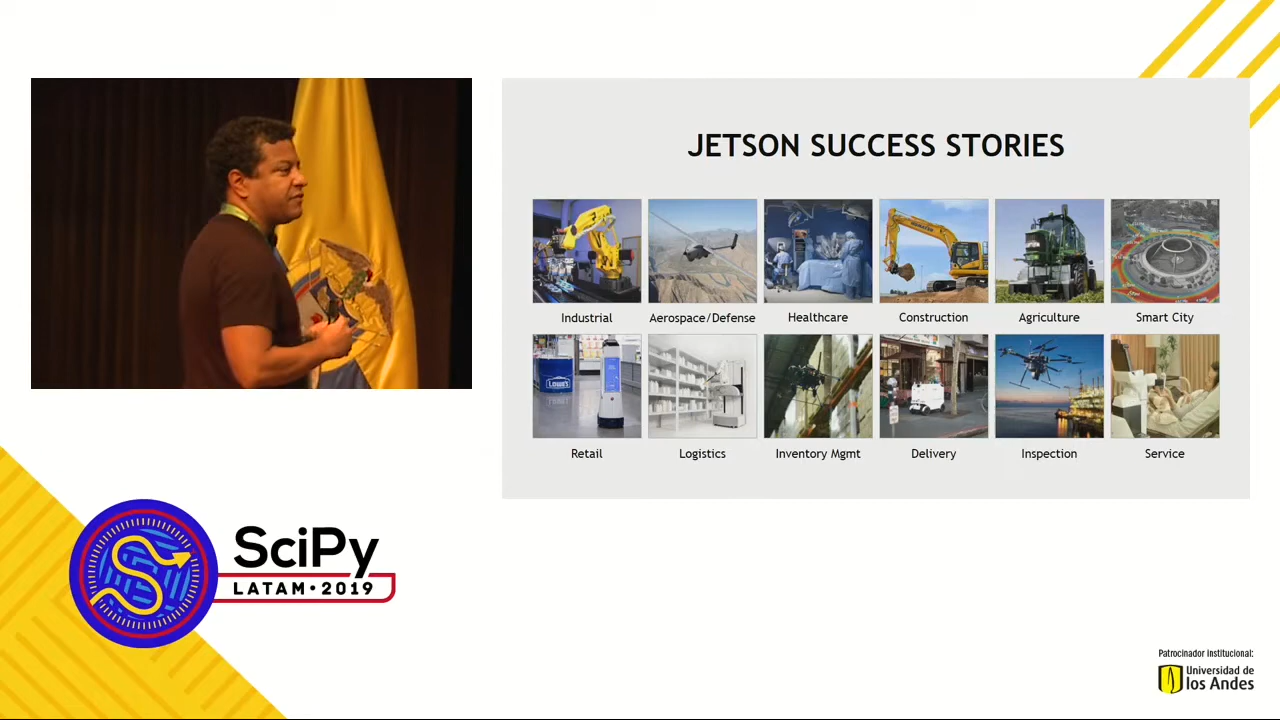 JETSON SUCCESS STORIES
Industrial
Aerospace/Defense
Healthcare
Construction
Agriculture
Smart City
LOWE'S
Retail
Logistics
Inventory Mgmt
Delivery
Inspection
Service
SciPy
LATAM • 2019
Patrocinador institucional:
Universidad de
los Andes